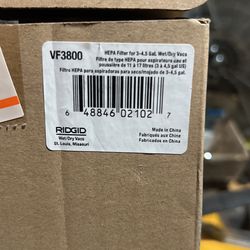 VF3800
HEPA Filter for 3-4.5 Gal. Wet/Dry Vacs
Filtre de type HEPA pour aspirateurs eau et
poussière de 11 à 17 litres (3 à 4,5 gal US)
Filtro HEPA para aspiradoras para seco/mojado de 3-4,5 gal.
6 48846 02102 7
RIDGID
Wet/Dry Vacs
St. Louis, Missouri
Made in China
Fabriqué en Chine
Fabricados en China